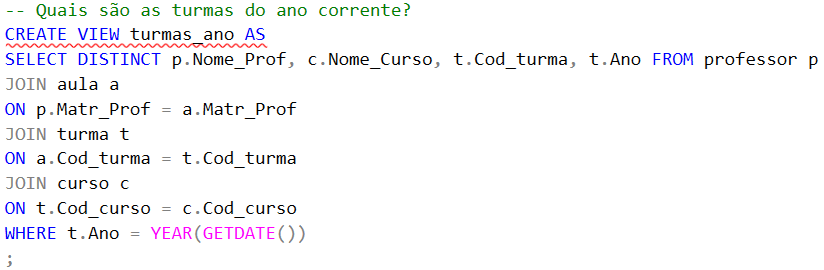 -- Quais são as turmas do ano corrente?
CREATE VIEW turmas_ano AS
SELECT DISTINCT p.Nome_Prof, c.Nome_Curso, t.Cod_turma, t.Ano FROM professor p
JOIN aula a
ON p.Matr_Prof = a.Matr_Prof
JOIN turma t
ON a.Cod_turma = t.Cod_turma
JOIN curso c
ON t.Cod_curso = c.Cod_curso
WHERE t.Ano = YEAR(GETDATE())
;